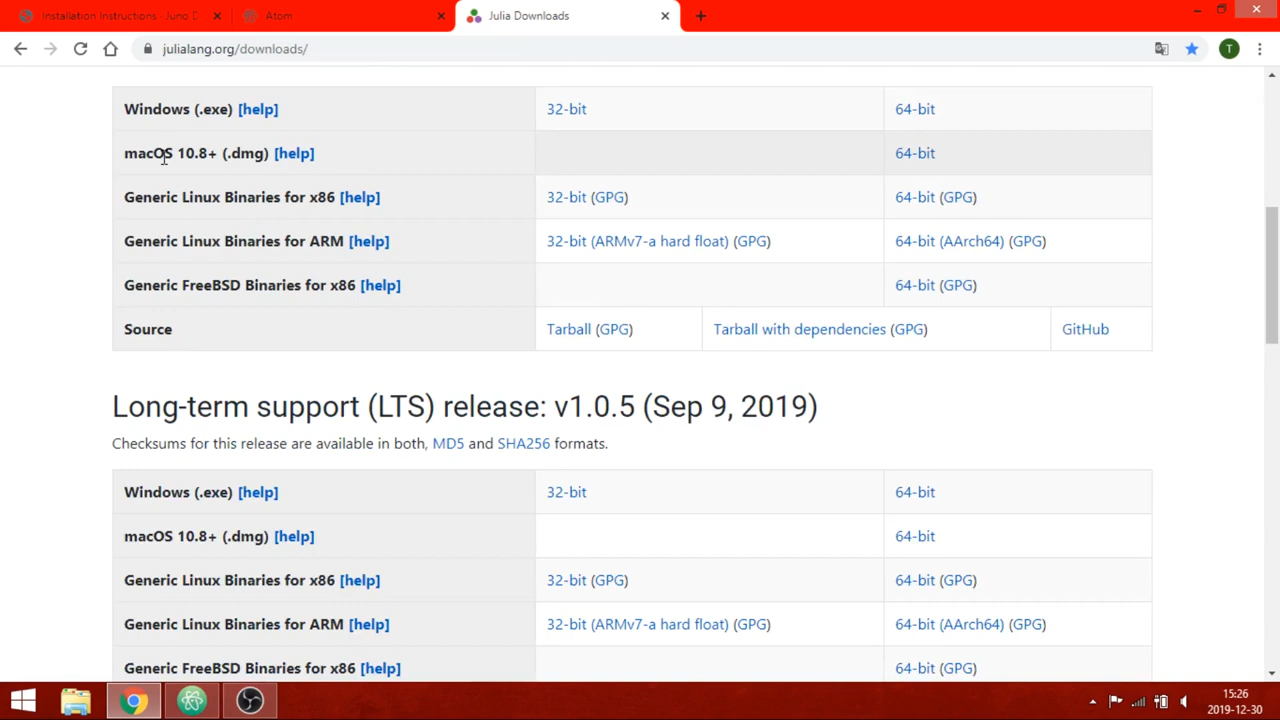 Installation Instructions · Juno D
Atom
Julia Downloads
julialang.org/downloads/
T
Windows (.exe) [help] 32-bit 64-bit
macOS 10.8+ (.dmg) [help] 64-bit
Generic Linux Binaries for x86 [help] 32-bit (GPG) 64-bit (GPG)
Generic Linux Binaries for ARM [help] 32-bit (ARMv7-a hard float) (GPG) 64-bit (AArch64) (GPG)
Generic FreeBSD Binaries for x86 [help] 64-bit (GPG)
Source Tarball (GPG) Tarball with dependencies (GPG) GitHub
Long-term support (LTS) release: v1.0.5 (Sep 9, 2019)
Checksums for this release are available in both, MD5 and SHA256 formats.
Windows (.exe) [help] 32-bit 64-bit
macOS 10.8+ (.dmg) [help] 64-bit
Generic Linux Binaries for x86 [help] 32-bit (GPG) 64-bit (GPG)
Generic Linux Binaries for ARM [help] 32-bit (ARMv7-a hard float) (GPG) 64-bit (AArch64) (GPG)
Generic FreeBSD Binaries for x86 [help] 64-bit (GPG)
15:26
2019-12-30